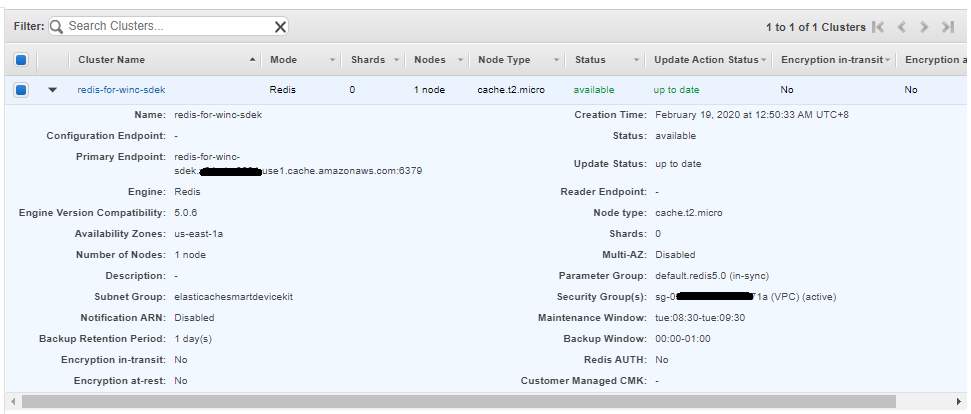 Filter: Search Clusters... 1 to 1 of 1 Clusters
Cluster Name Mode Shards Nodes Node Type Status Update Action Status Encryption in-transit Encryption a
redis-for-winc-sdek Redis 0 1 node cache.t2.micro available up to date No No
Name: redis-for-winc-sdek Creation Time: February 19, 2020 at 12:50:33 AM UTC+8
Configuration Endpoint: - Status: available
Primary Endpoint: redis-for-winc-
sdek. use1.cache.amazonaws.com:6379 Update Status: up to date
Engine: Redis Reader Endpoint: -
Engine Version Compatibility: 5.0.6 Node type: cache.t2.micro
Availability Zones: us-east-1a Shards: 0
Number of Nodes: 1 node Multi-AZ: Disabled
Description: - Parameter Group: default.redis5.0 (in-sync)
Subnet Group: elasticachesmartdevicekit Security Group(s): sg-0 71a (VPC) (active)
Notification ARN: Disabled Maintenance Window: tue:08:30-tue:09:30
Backup Retention Period: 1 day(s) Backup Window: 00:00-01:00
Encryption in-transit: No Redis AUTH: No
Encryption at-rest: No Customer Managed CMK: -